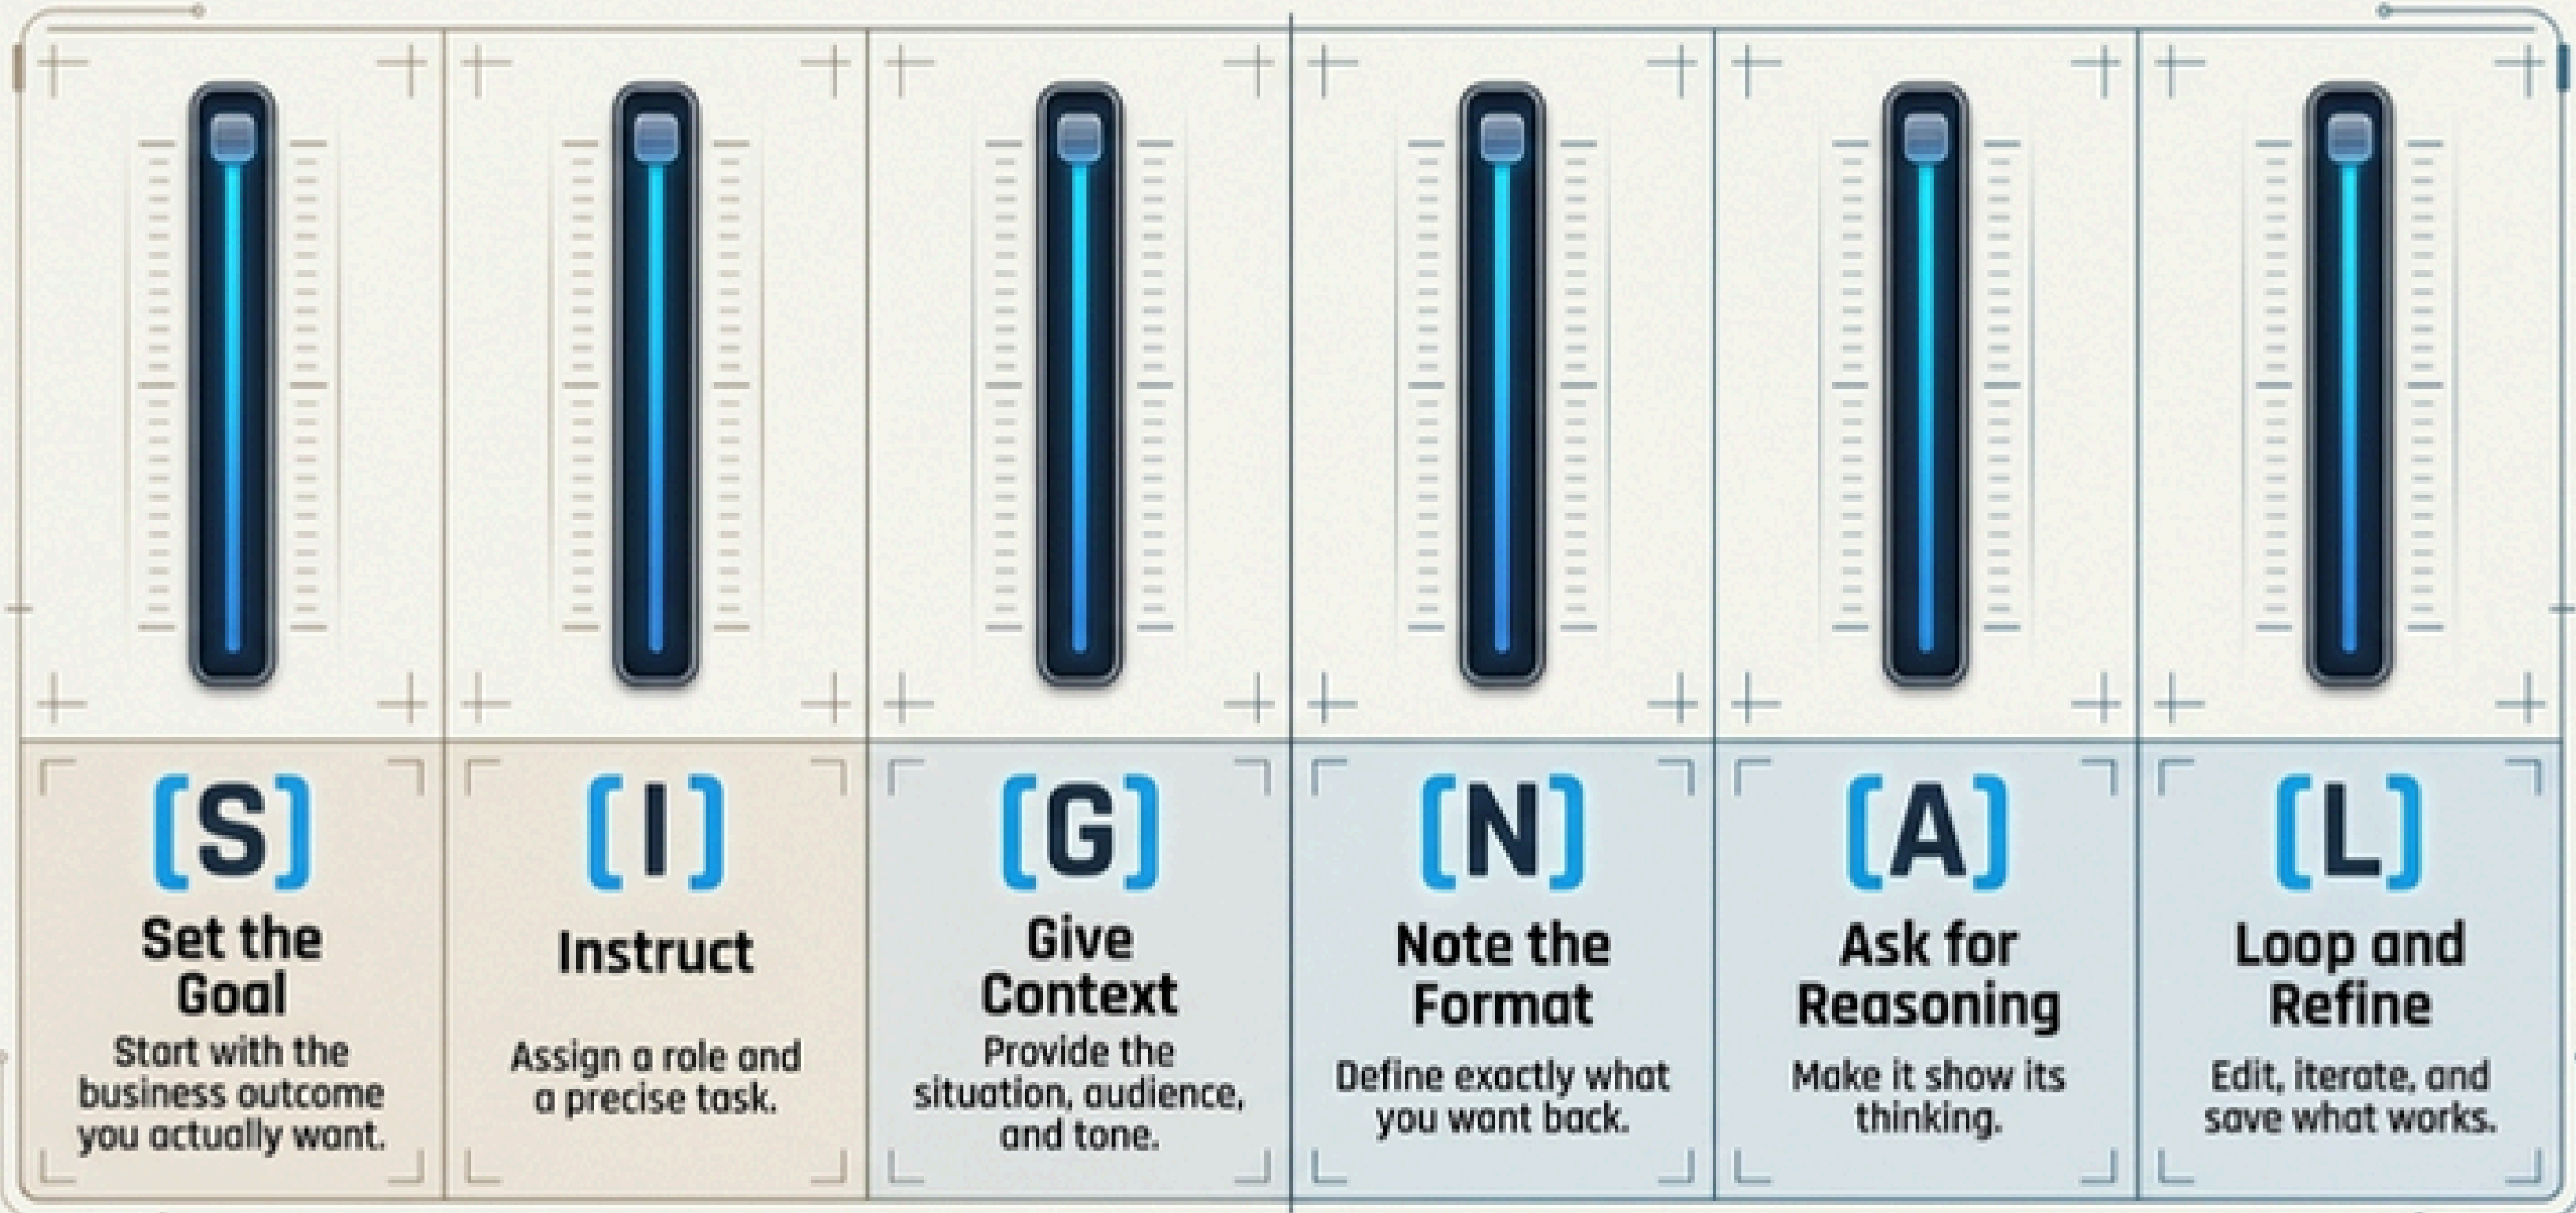 [S]
Set the
Goal
Start with the
business outcome
you actually want.
[I]
Instruct
Assign a role and
a precise task.
[G]
Give
Context
Provide the
situation, audience,
and tone.
[N]
Note the
Format
Define exactly what
you want back.
[A]
Ask for
Reasoning
Make it show its
thinking.
[L]
Loop and
Refine
Edit, iterate, and
save what works.